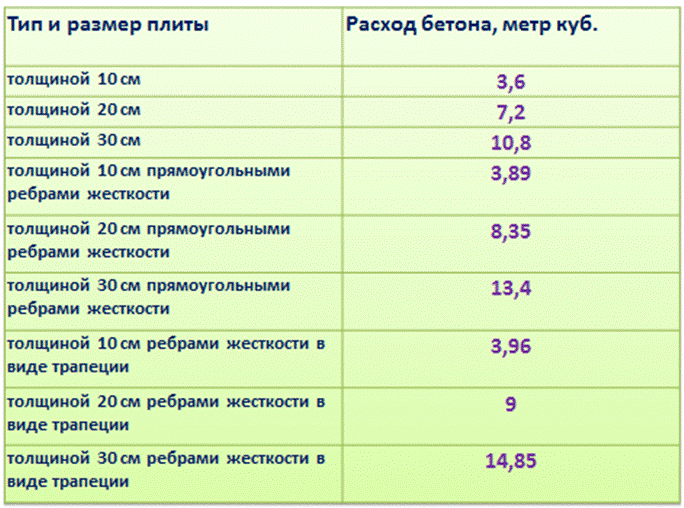 Тип и размер плиты
Расход бетона, метр куб.
толщиной 10 см
3,6
толщиной 20 см
7,2
толщиной 30 см
10,8
толщиной 10 см прямоугольными
ребрами жесткости
3,89
толщиной 20 см прямоугольными
ребрами жесткости
8,35
толщиной 30 см прямоугольными
ребрами жесткости
13,4
толщиной 10 см ребрами жесткости в
виде трапеции
3,96
толщиной 20 см ребрами жесткости в
виде трапеции
9
толщиной 30 см ребрами жесткости в
виде трапеции
14,85